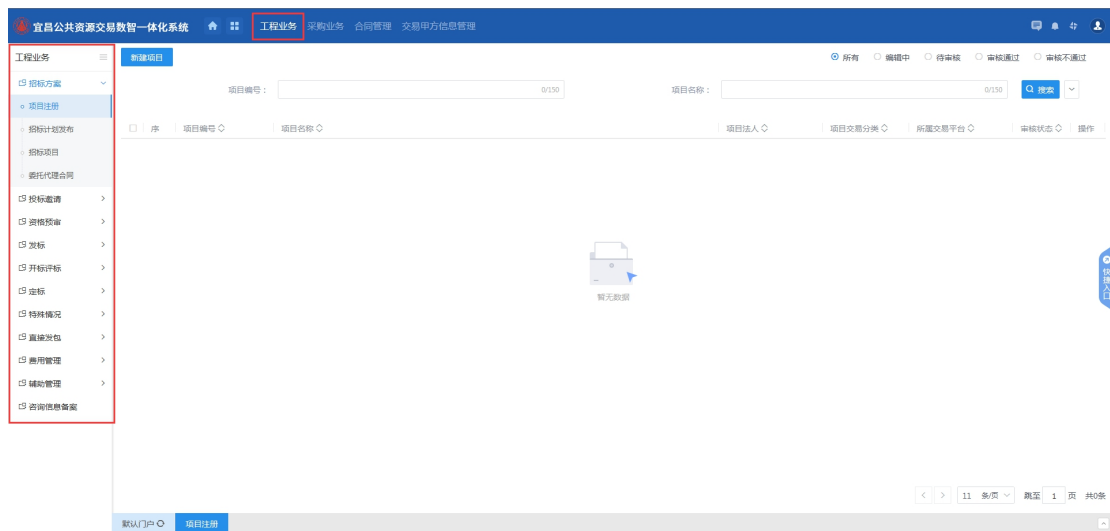 宜昌公共资源交易数智一体化系统 工程业务 采购业务 合同管理 交易甲方信息管理
工程业务 新建项目 所有 编辑中 待审核 审核通过 审核不通过
招标方案
项目编号： 0/150 项目名称： 0/150 搜索
项目注册
招标计划发布 序 项目编号 项目名称 项目法人 项目交易分类 所属交易平台 审核状态 操作
招标项目
委托代理合同
投标邀请
资格预审
发标
开标评标
快捷入口
定标
暂无数据
特殊情况
直接发包
费用管理
辅助管理
咨询信息备案
11 条/页 跳至 1 页 共0条
默认门户 项目注册